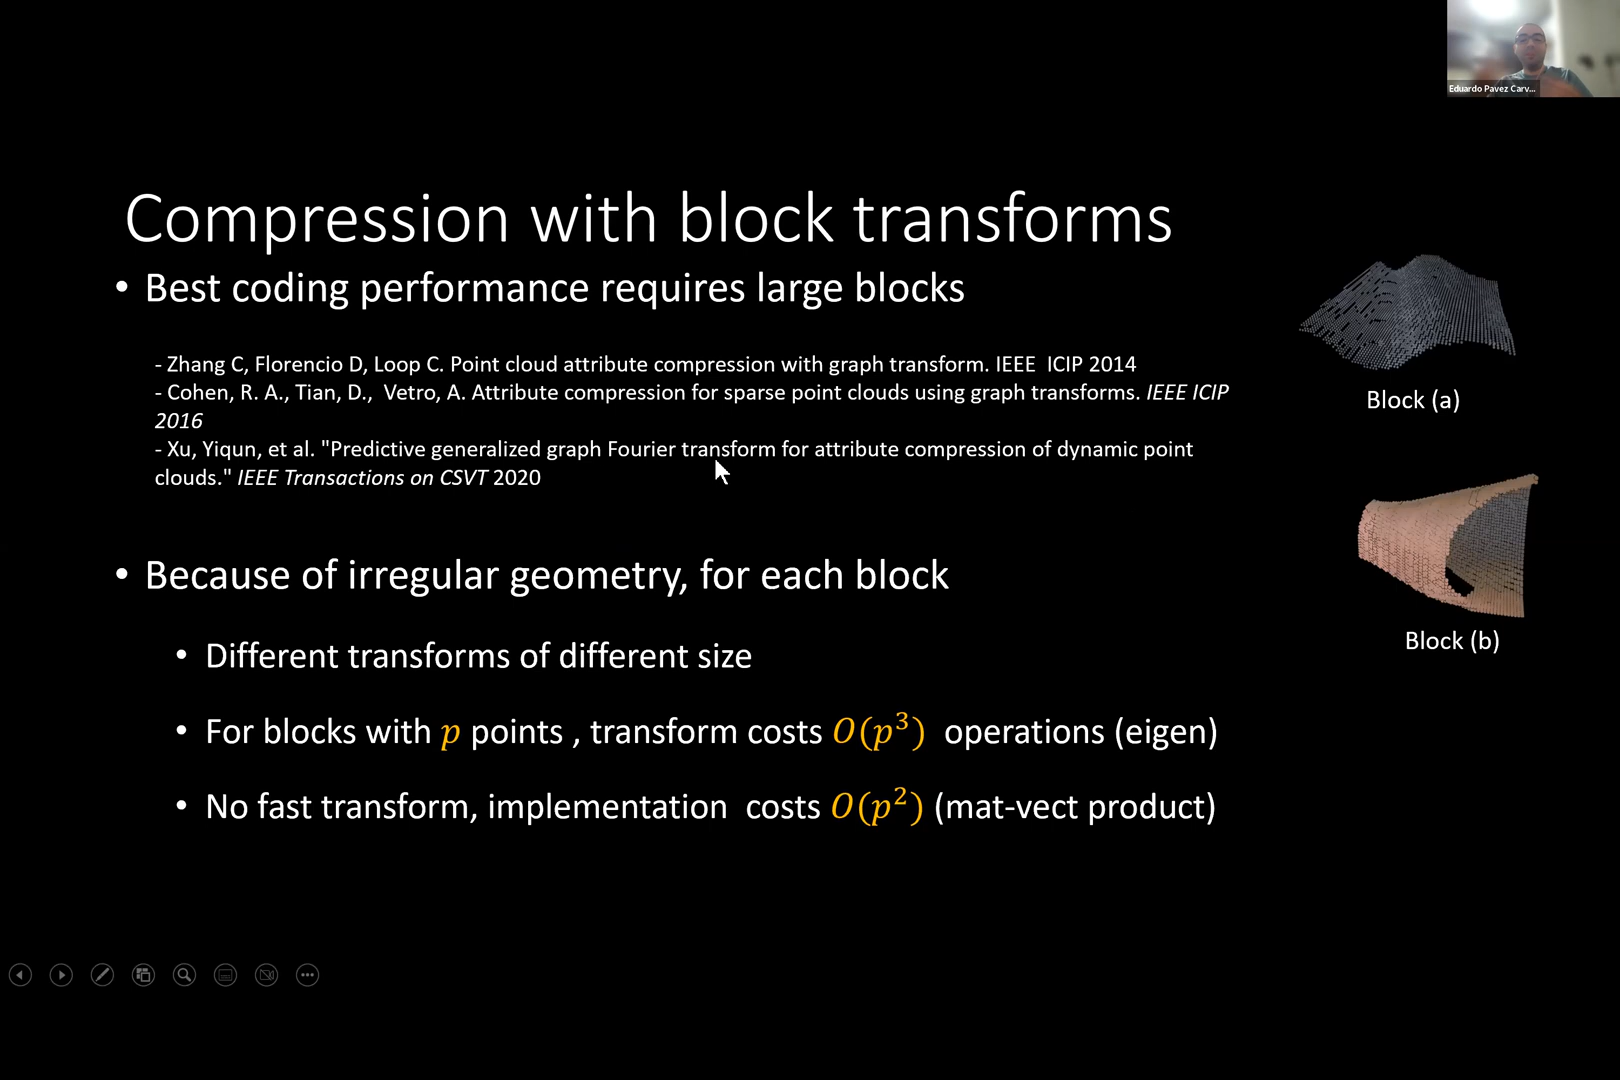 Eduardo Pavez Carv...
Compression with block transforms
• Best coding performance requires large blocks
- Zhang C, Florencio D, Loop C. Point cloud attribute compression with graph transform. IEEE ICIP 2014
- Cohen, R. A., Tian, D., Vetro, A. Attribute compression for sparse point clouds using graph transforms. IEEE ICIP
2016
- Xu, Yiqun, et al. "Predictive generalized graph Fourier transform for attribute compression of dynamic point
clouds." IEEE Transactions on CSVT 2020
Block (a)
Block (b)
• Because of irregular geometry, for each block
• Different transforms of different size
• For blocks with p points , transform costs O(p³) operations (eigen)
• No fast transform, implementation costs O(p²) (mat-vect product)